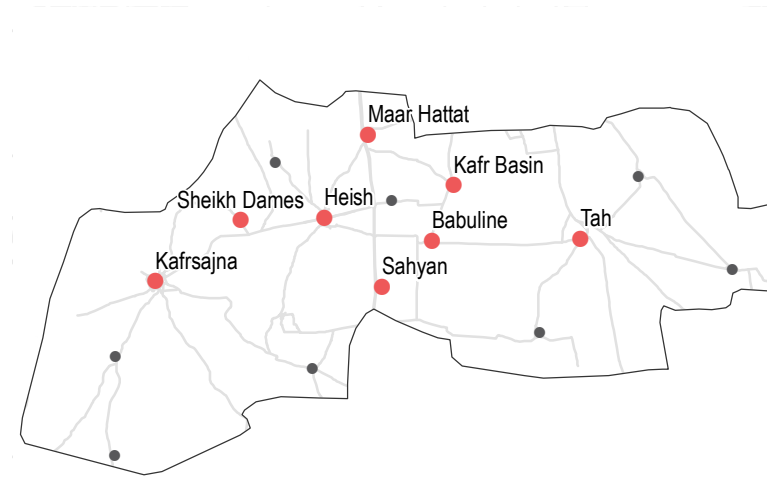 Maar Hattat
Kafr Basin
Sheikh Dames
Heish
Babuline
Tah
Kafrsajna
Sahyan